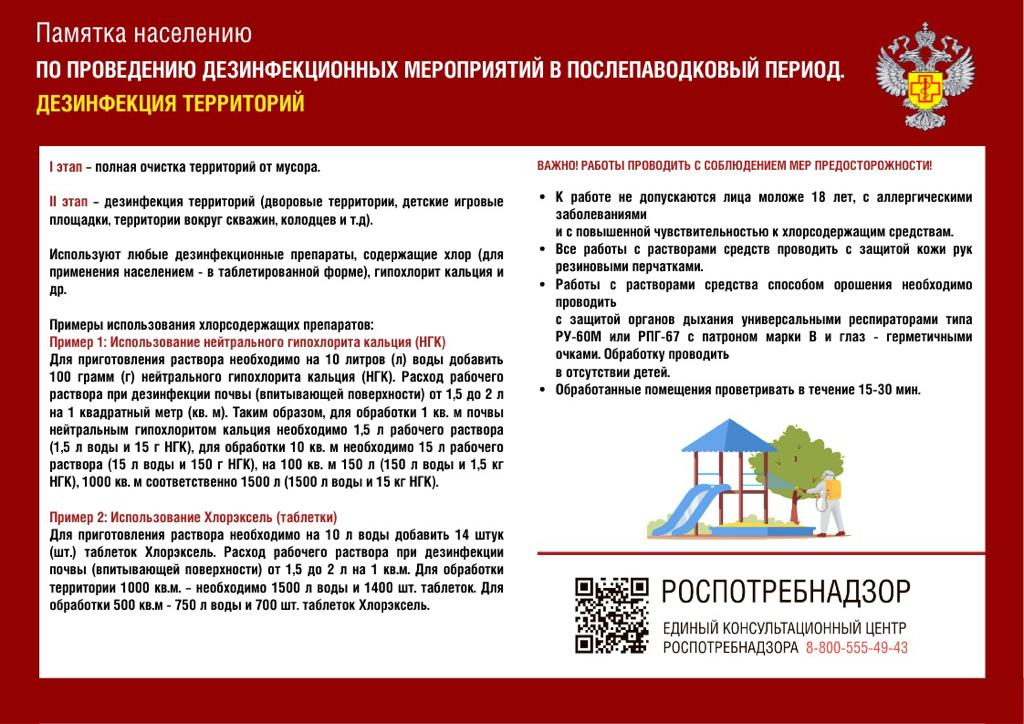 Памятка населению
ПО ПРОВЕДЕНИЮ ДЕЗИНФЕКЦИОННЫХ МЕРОПРИЯТИЙ В ПОСЛЕПАВОДКОВЫЙ ПЕРИОД.
ДЕЗИНФЕКЦИЯ ТЕРРИТОРИЙ
I этап – полная очистка территорий от мусора.
II этап – дезинфекция территорий (дворовые территории, детские игровые
площадки, территории вокруг скважин, колодцев и т.д).
Используют любые дезинфекционные препараты, содержащие хлор (для
применения населением - в таблетированной форме), гипохлорит кальция и
др.
Примеры использования хлорсодержащих препаратов:
Пример 1: Использование нейтрального гипохлорита кальция (НГК)
Для приготовления раствора необходимо на 10 литров (л) воды добавить
100 грамм (г) нейтрального гипохлорита кальция (НГК). Расход рабочего
раствора при дезинфекции почвы (впитывающей поверхности) от 1,5 до 2 л
на 1 квадратный метр (кв. м). Таким образом, для обработки 1 кв. м почвы
нейтральным гипохлоритом кальция необходимо 1,5 л рабочего раствора
(1,5 л воды и 15 г НГК), для обработки 10 кв. м необходимо 15 л рабочего
раствора (15 л воды и 150 г НГК), на 100 кв. м 150 л (150 л воды и 1,5 кг
НГК), 1000 кв. м соответственно 1500 л (1500 л воды и 15 кг НГК).
Пример 2: Использование Хлорэксель (таблетки)
Для приготовления раствора необходимо на 10 л воды добавить 14 штук
(шт.) таблеток Хлорэксель. Расход рабочего раствора при дезинфекции
почвы (впитывающей поверхности) от 1,5 до 2 л на 1 кв.м. Для обработки
территории 1000 кв.м. – необходимо 1500 л воды и 1400 шт. таблеток. Для
обработки 500 кв.м - 750 л воды и 700 шт. таблеток Хлорэксель.
ВАЖНО! РАБОТЫ ПРОВОДИТЬ С СОБЛЮДЕНИЕМ МЕР ПРЕДОСТОРОЖНОСТИ!
• К работе не допускаются лица моложе 18 лет, с аллергическими
заболеваниями
и с повышенной чувствительностью к хлорсодержащим средствам.
• Все работы с растворами средств проводить с защитой кожи рук
резиновыми перчатками.
• Работы с растворами средства способом орошения необходимо
проводить
с защитой органов дыхания универсальными респираторами типа
РУ-60М или РПГ-67 с патроном марки В и глаз - герметичными
очками. Обработку проводить
в отсутствии детей.
• Обработанные помещения проветривать в течение 15-30 мин.
РОСПОТРЕБНАДЗОР
ЕДИНЫЙ КОНСУЛЬТАЦИОННЫЙ ЦЕНТР
РОСПОТРЕБНАДЗОРА 8-800-555-49-43